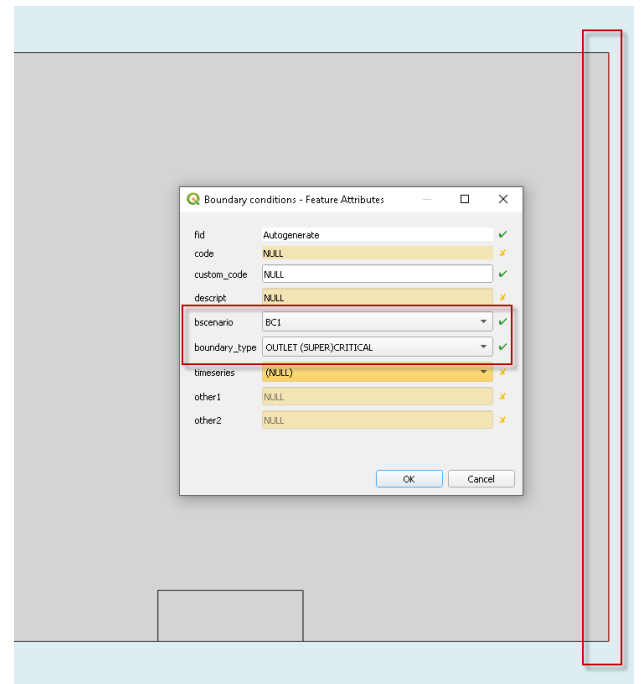 Boundary conditions - Feature Attributes
fid Autogenerate
code NULL
custom_code NULL
descript NULL
bscenario BC1
boundary_type OUTLET (SUPER)CRITICAL
timeseries (NULL)
other1 NULL
other2 NULL
OK Cancel